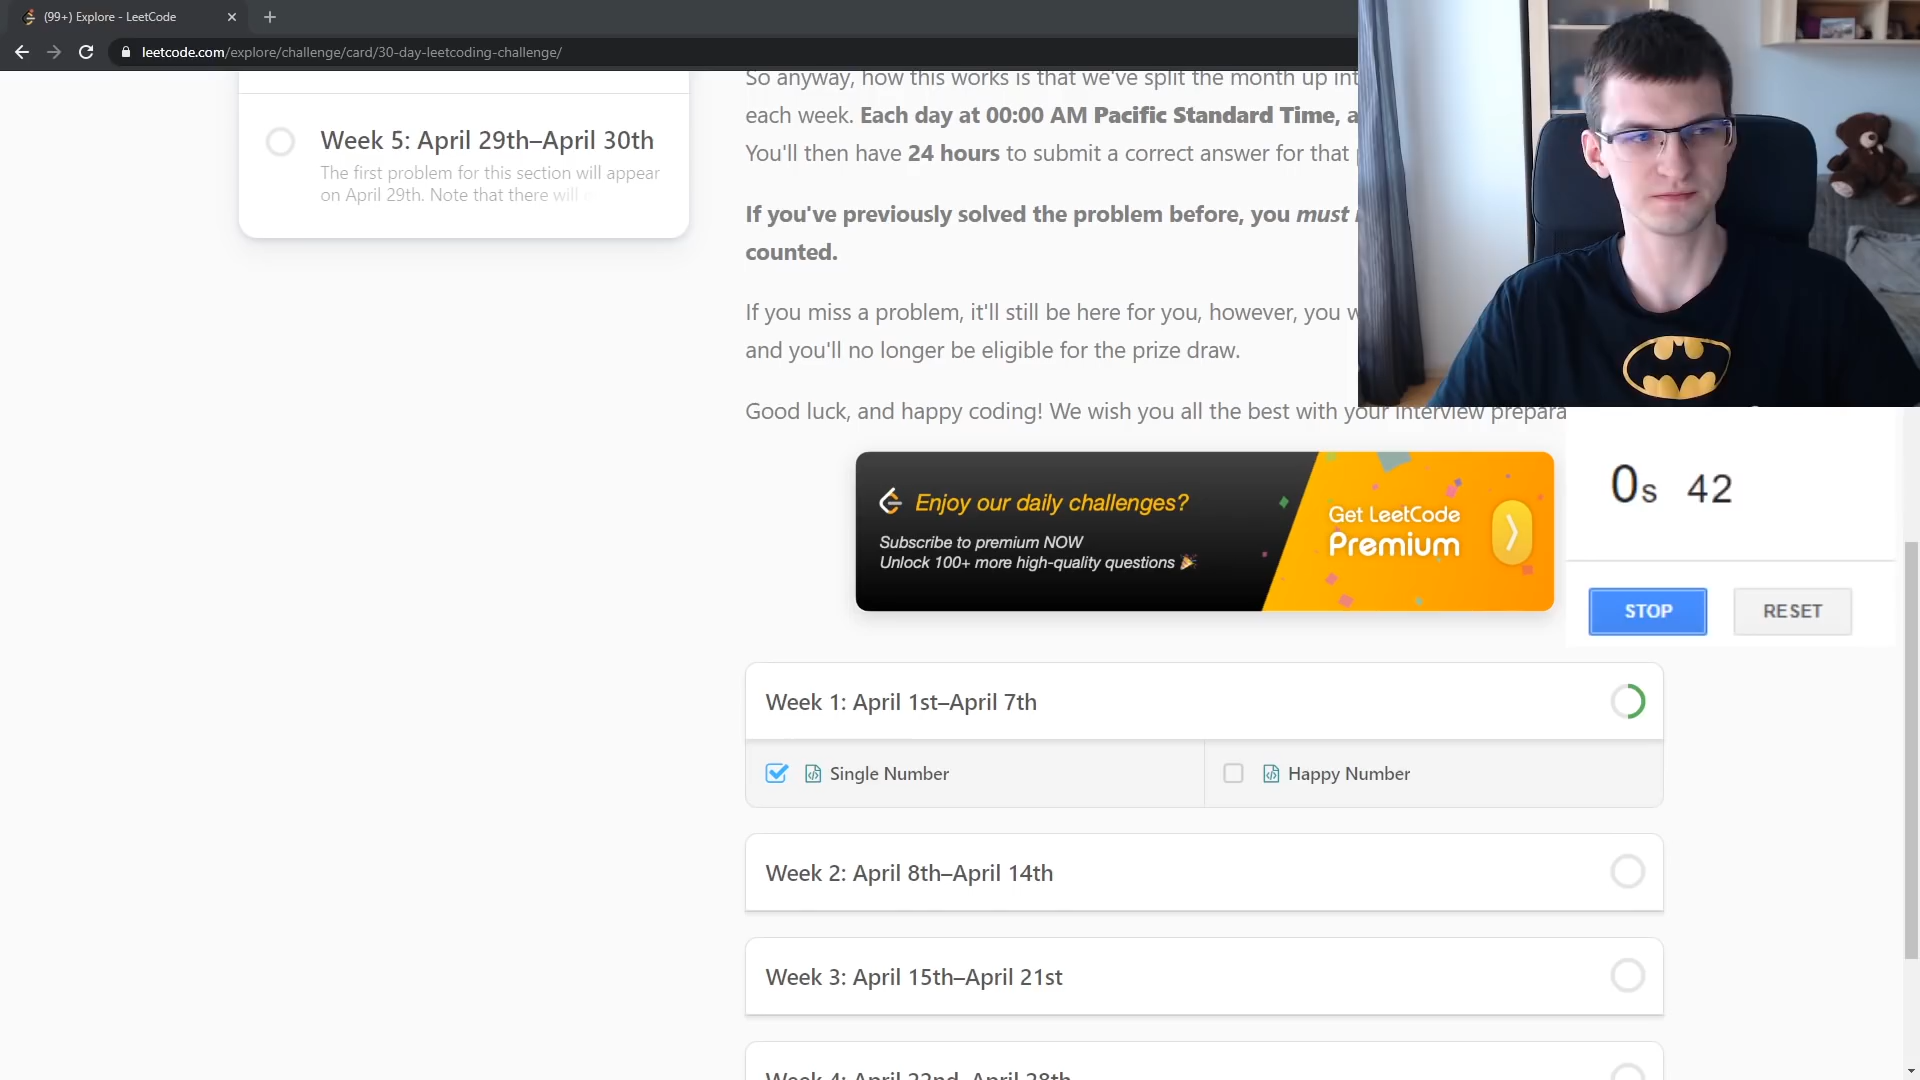 (99+) Explore - LeetCode
leetcode.com/explore/challenge/card/30-day-leetcoding-challenge/
Week 5: April 29th–April 30th
The first problem for this section will appear
on April 29th. Note that there will
So anyway, how this works is that we've split the month up int
each week. Each day at 00:00 AM Pacific Standard Time, a
You'll then have 24 hours to submit a correct answer for that
If you've previously solved the problem before, you must
counted.
If you miss a problem, it'll still be here for you, however, you w
and you'll no longer be eligible for the prize draw.
Good luck, and happy coding! We wish you all the best with your interview prepara
Enjoy our daily challenges?
Subscribe to premium NOW
Unlock 100+ more high-quality questions
Get LeetCode
Premium
0s 42
STOP
RESET
Week 1: April 1st–April 7th
Single Number
Happy Number
Week 2: April 8th–April 14th
Week 3: April 15th–April 21st
Week 4: April 22nd–April 28th